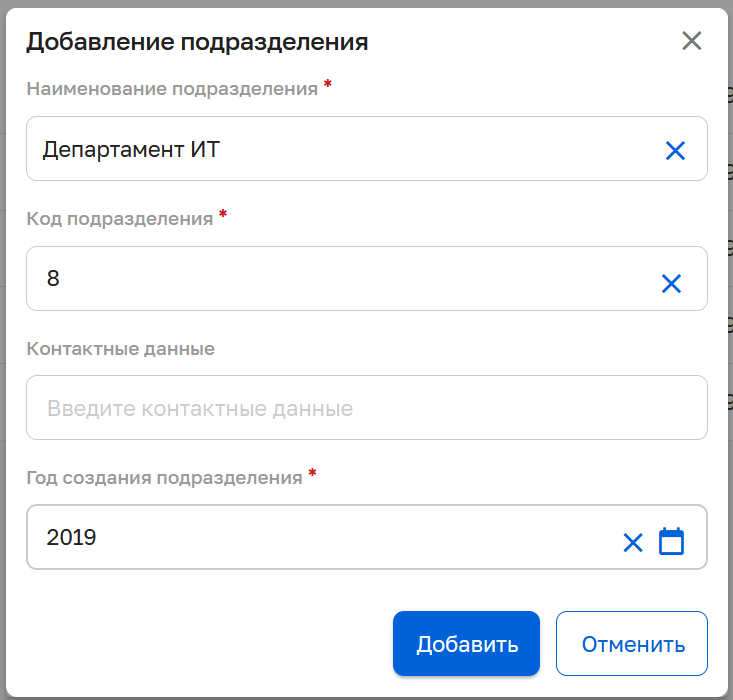 Добавление подразделения
Наименование подразделения *
Департамент ИТ
Код подразделения *
8
Контактные данные
Введите контактные данные
Год создания подразделения *
2019
Добавить Отменить